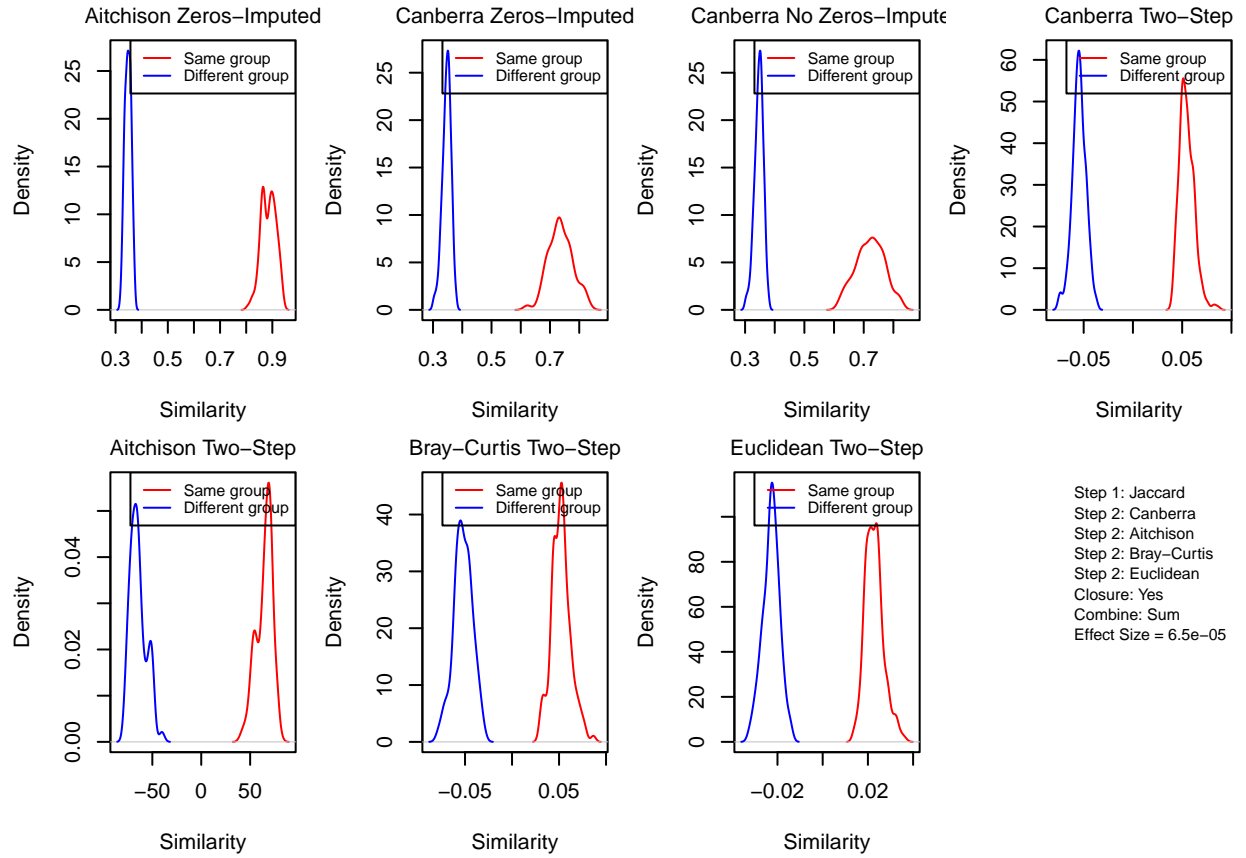 Aitchison Zeros−Imputed
Same group
Different group
Density
0 5 10 15 20 25
0.3 0.5 0.7 0.9
Similarity
Canberra Zeros−Imputed
Same group
Different group
Density
0 5 10 15 20 25
0.3 0.5 0.7
Similarity
Canberra No Zeros−Impute
Same group
Different group
Density
0 5 10 15 20 25
0.3 0.5 0.7
Similarity
Canberra Two−Step
Same group
Different group
Density
0 10 20 30 40 50 60
−0.05 0.05
Similarity
Aitchison Two−Step
Same group
Different group
Density
0.00 0.02 0.04
−50 0 50
Similarity
Bray−Curtis Two−Step
Same group
Different group
Density
0 10 20 30 40
−0.05 0.05
Similarity
Euclidean Two−Step
Same group
Different group
Density
0 20 40 60 80
−0.02 0.02
Similarity
Step 1: Jaccard
Step 2: Canberra
Step 2: Aitchison
Step 2: Bray−Curtis
Step 2: Euclidean
Closure: Yes
Combine: Sum
Effect Size = 6.5e−05